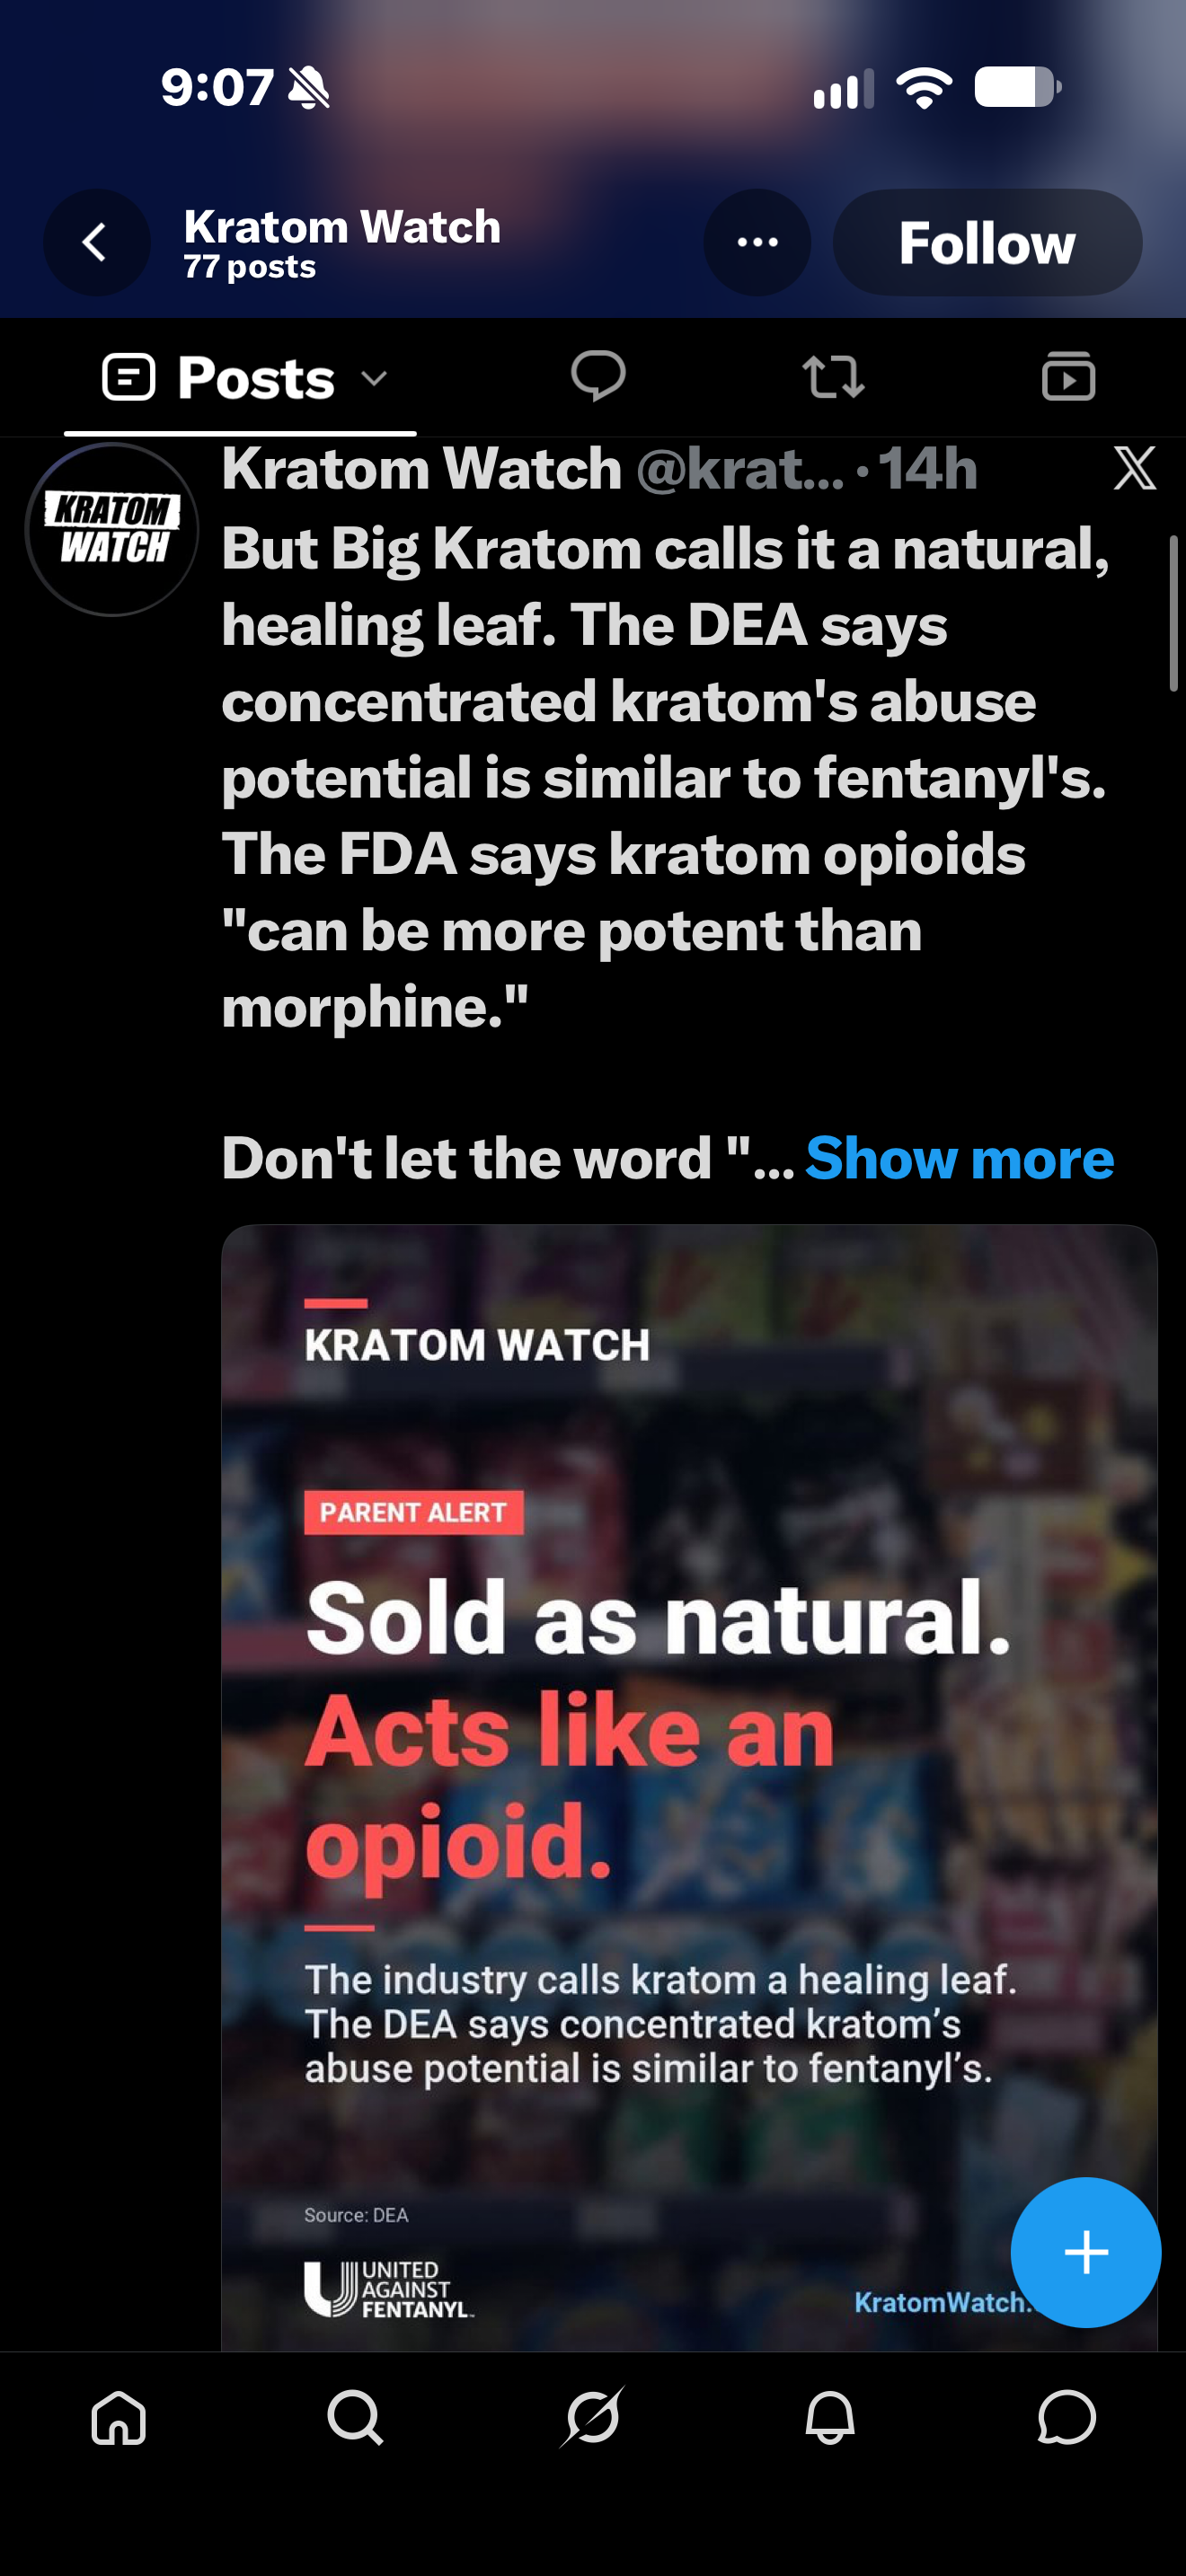 9:07
Kratom Watch
77 posts
Follow
Posts
KRATOM
WATCH
Kratom Watch @krat... · 14h
But Big Kratom calls it a natural,
healing leaf. The DEA says
concentrated kratom's abuse
potential is similar to fentanyl's.
The FDA says kratom opioids
"can be more potent than
morphine."
Don't let the word "... Show more
KRATOM WATCH
PARENT ALERT
Sold as natural.
Acts like an
opioid.
The industry calls kratom a healing leaf.
The DEA says concentrated kratom’s
abuse potential is similar to fentanyl’s.
Source: DEA
UNITED
AGAINST
FENTANYL
KratomWatch.